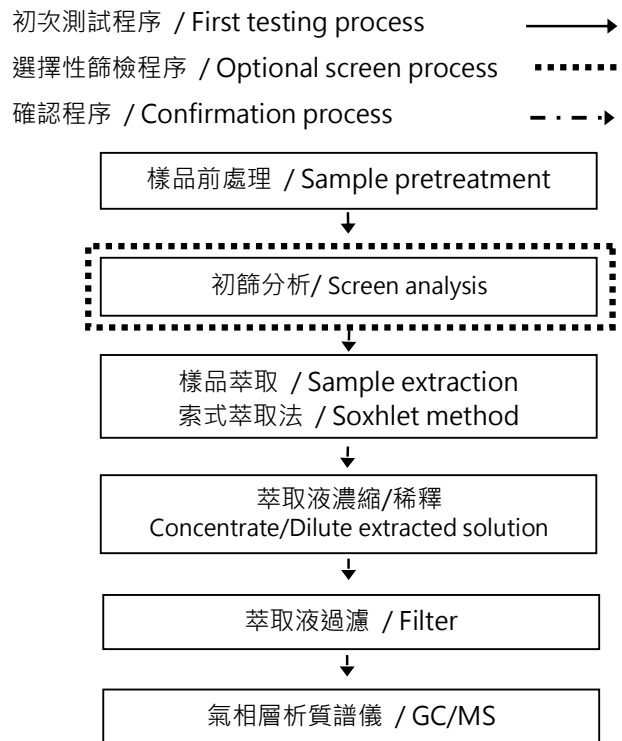 初次測試程序 / First testing process
選擇性篩檢程序 / Optional screen process
確認程序 / Confirmation process
樣品前處理 / Sample pretreatment
初篩分析/ Screen analysis
樣品萃取 / Sample extraction
索式萃取法 / Soxhlet method
萃取液濃縮/稀釋
Concentrate/Dilute extracted solution
萃取液過濾 / Filter
氣相層析質譜儀 / GC/MS